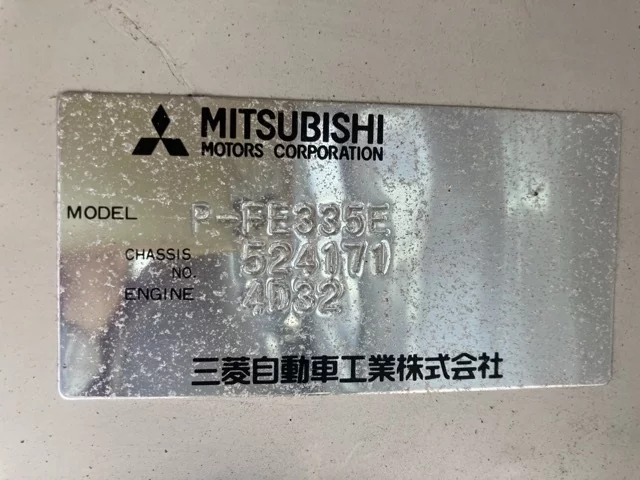 MITSUBISHI
MOTORS CORPORATION
MODEL P-FE335E
CHASSIS NO. 524171
ENGINE 4D32
三菱自動車工業株式会社